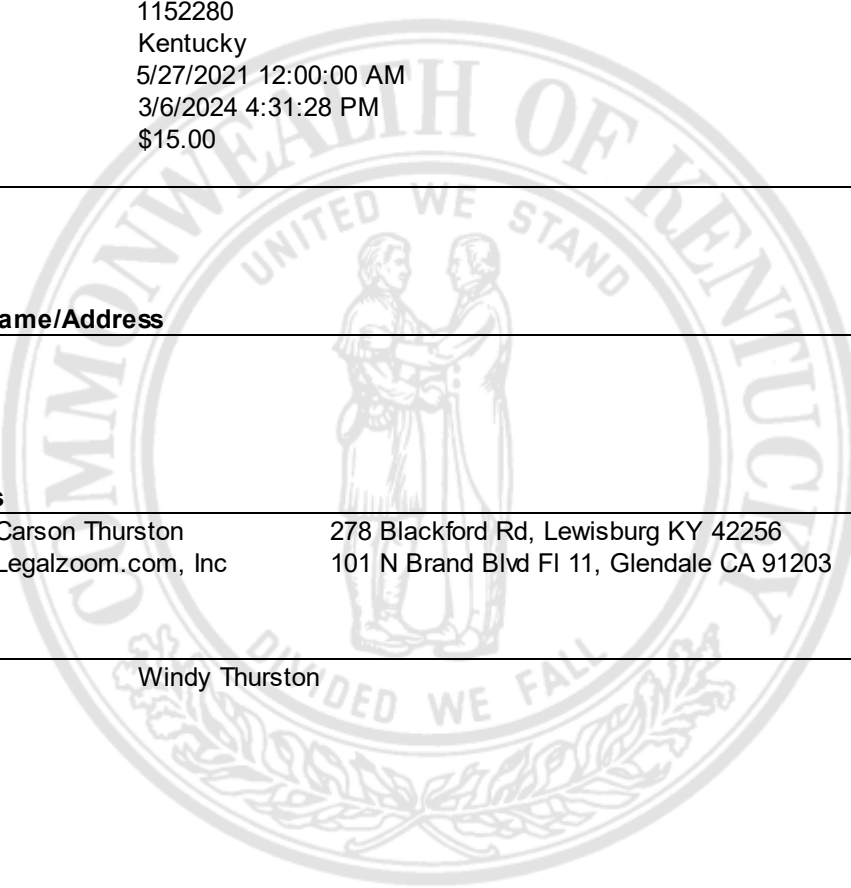 1152280
Kentucky
5/27/2021 12:00:00 AM
3/6/2024 4:31:28 PM
$15.00
COMMONWEALTH OF KENTUCKY
UNITED WE STAND
ame/Address
s
Carson Thurston 278 Blackford Rd, Lewisburg KY 42256
Legalzoom.com, Inc 101 N Brand Blvd Fl 11, Glendale CA 91203
Windy Thurston
DIVIDED WE FALL